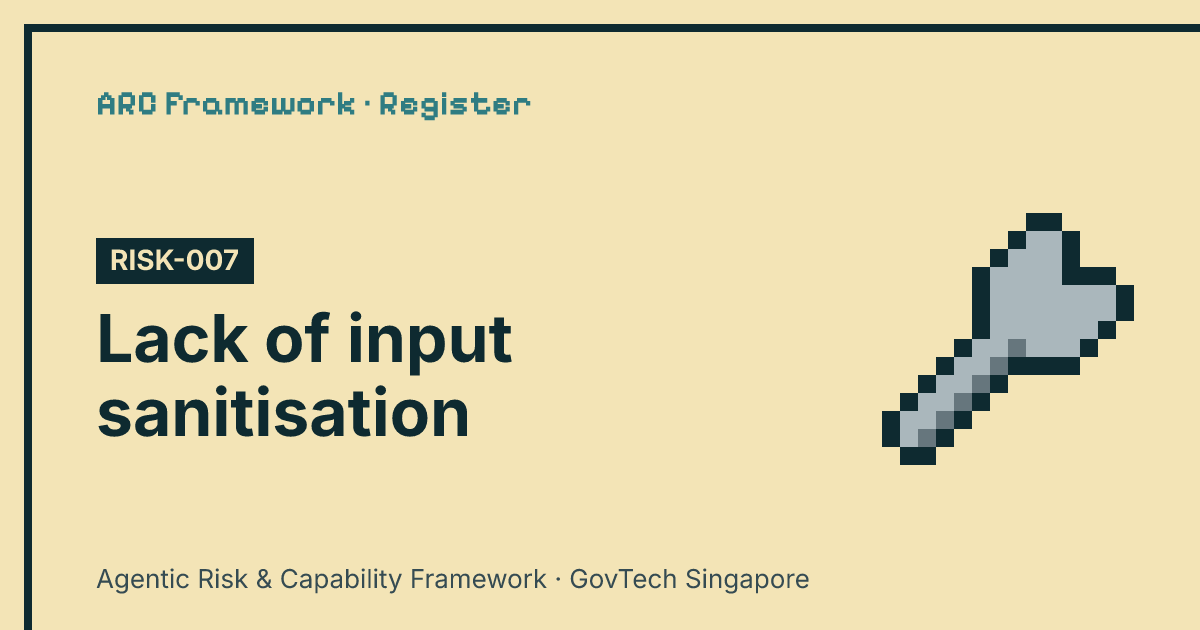 ARC Framework · Register
RISK-007
Lack of input
sanitisation
Agentic Risk & Capability Framework · GovTech Singapore